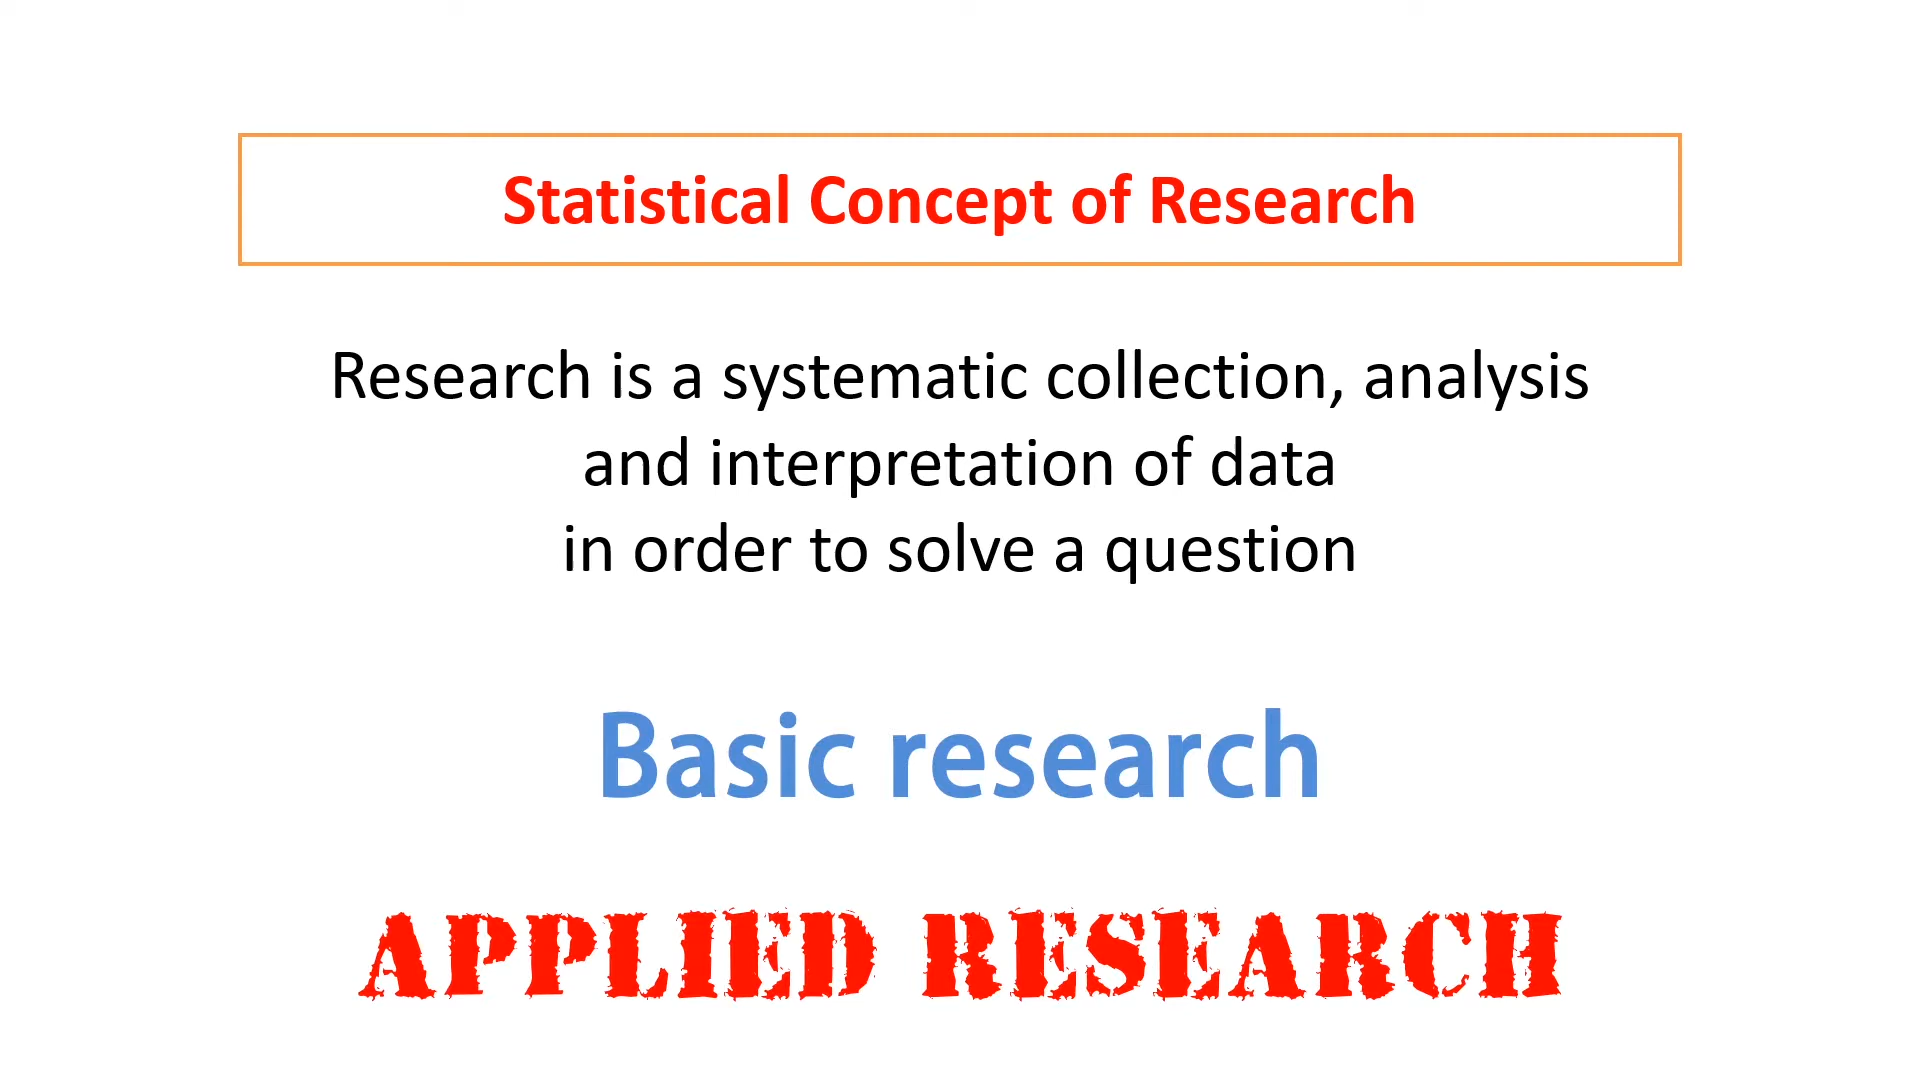 Statistical Concept of Research
Research is a systematic collection, analysis
and interpretation of data
in order to solve a question
Basic research
APPLIED RESEARCH